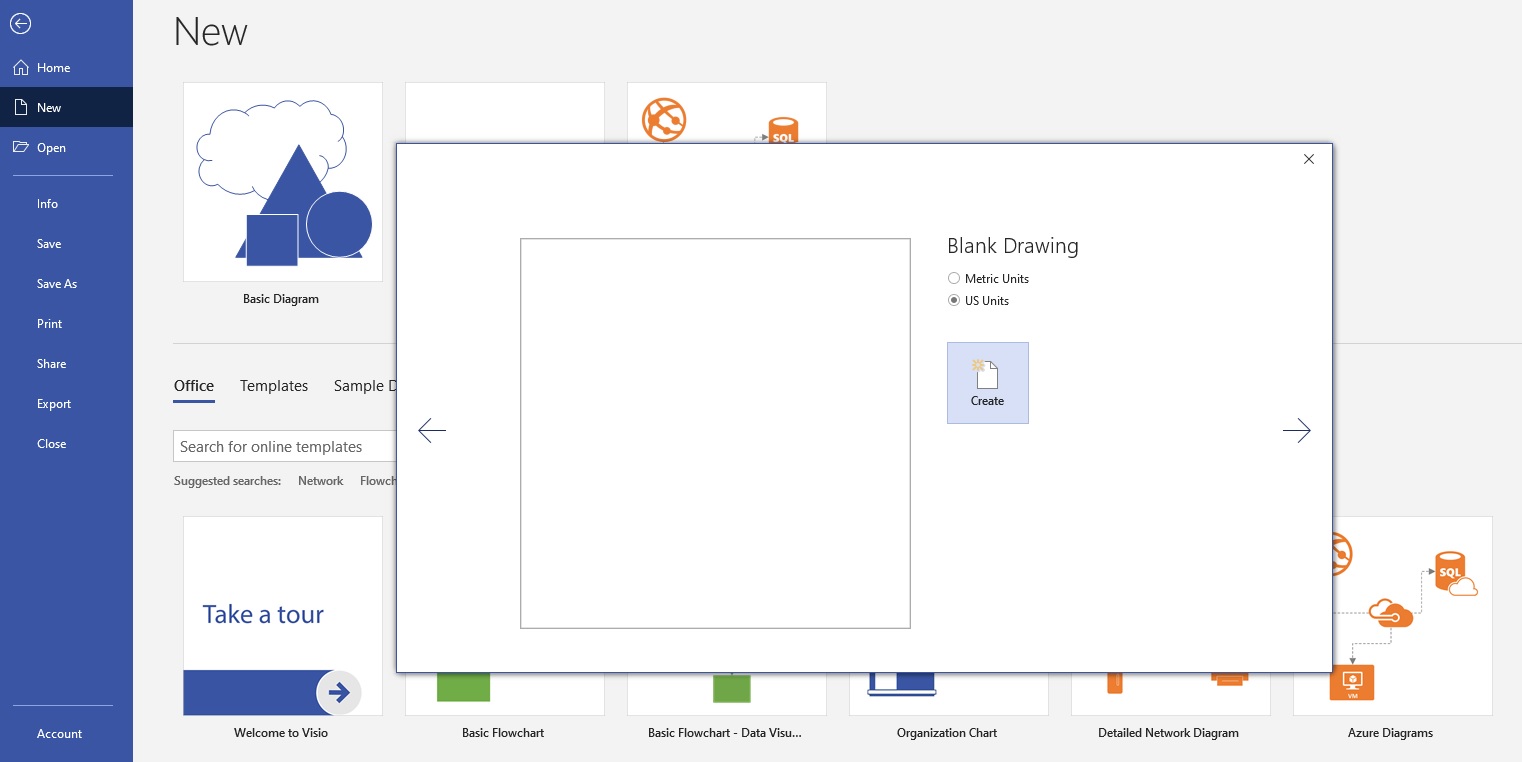 New
Home
New
Open
Info
Save
Save As
Print
Share
Export
Close
Account
SQL
Basic Diagram
Blank Drawing
Metric Units
US Units
Create
Office Templates Sample D
Search for online templates
Suggested searches: Network Flowch
Take a tour
SQL
VM
Welcome to Visio
Basic Flowchart
Basic Flowchart - Data Visu...
Organization Chart
Detailed Network Diagram
Azure Diagrams